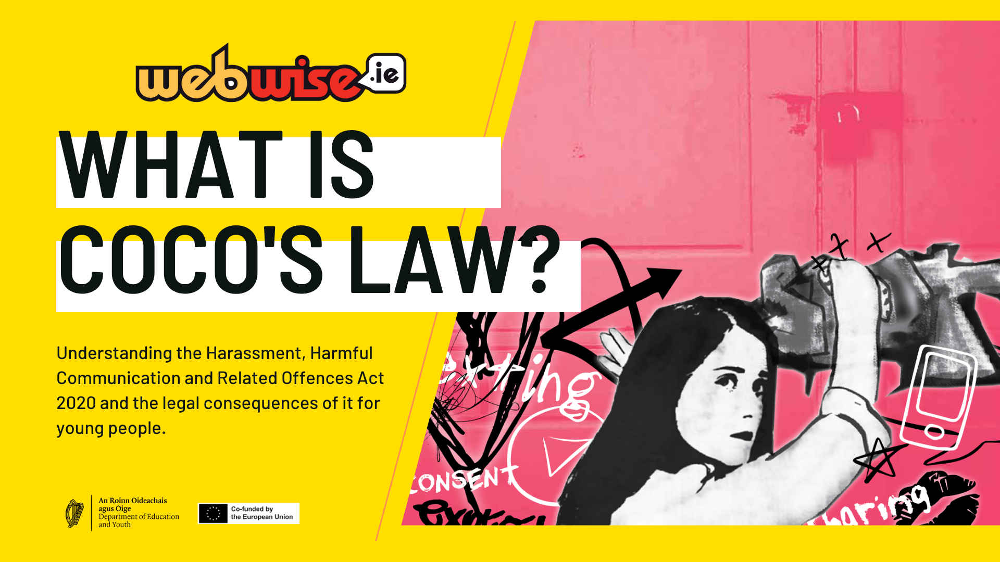 webwise.ie
WHAT IS
COCO'S LAW?
Understanding the Harassment, Harmful
Communication and Related Offences Act
2020 and the legal consequences of it for
young people.
exting
CONSENT
sharing
An Roinn Oideachais
agus Óige
Department of Education
and Youth
Co-funded by
the European Union